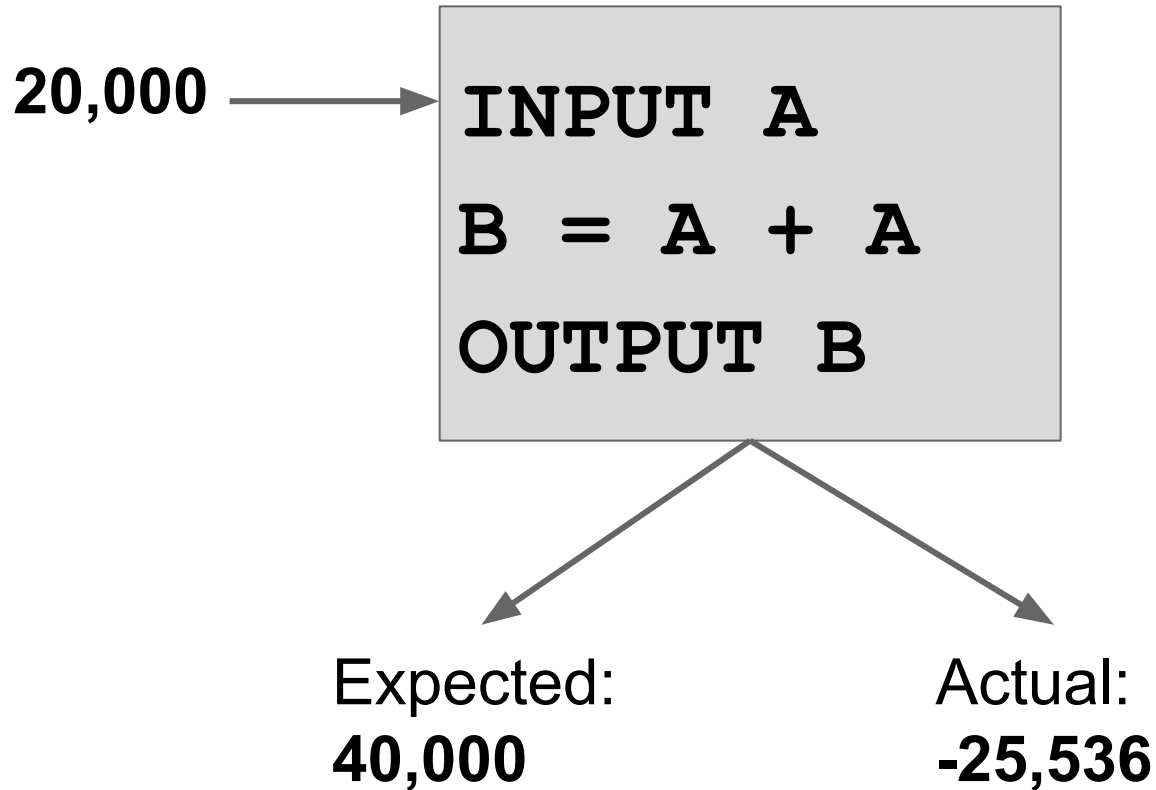 20,000
INPUT A
B = A + A
OUTPUT B
Expected:
40,000
Actual:
-25,536